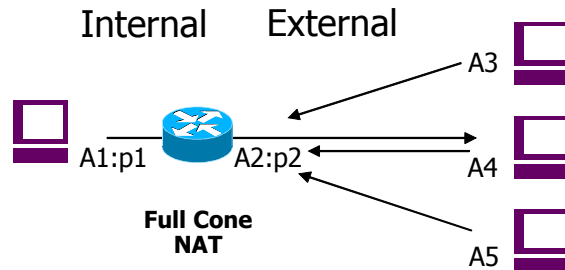 Internal External
A3
A1:p1 A2:p2 A4
Full Cone
NAT
A5